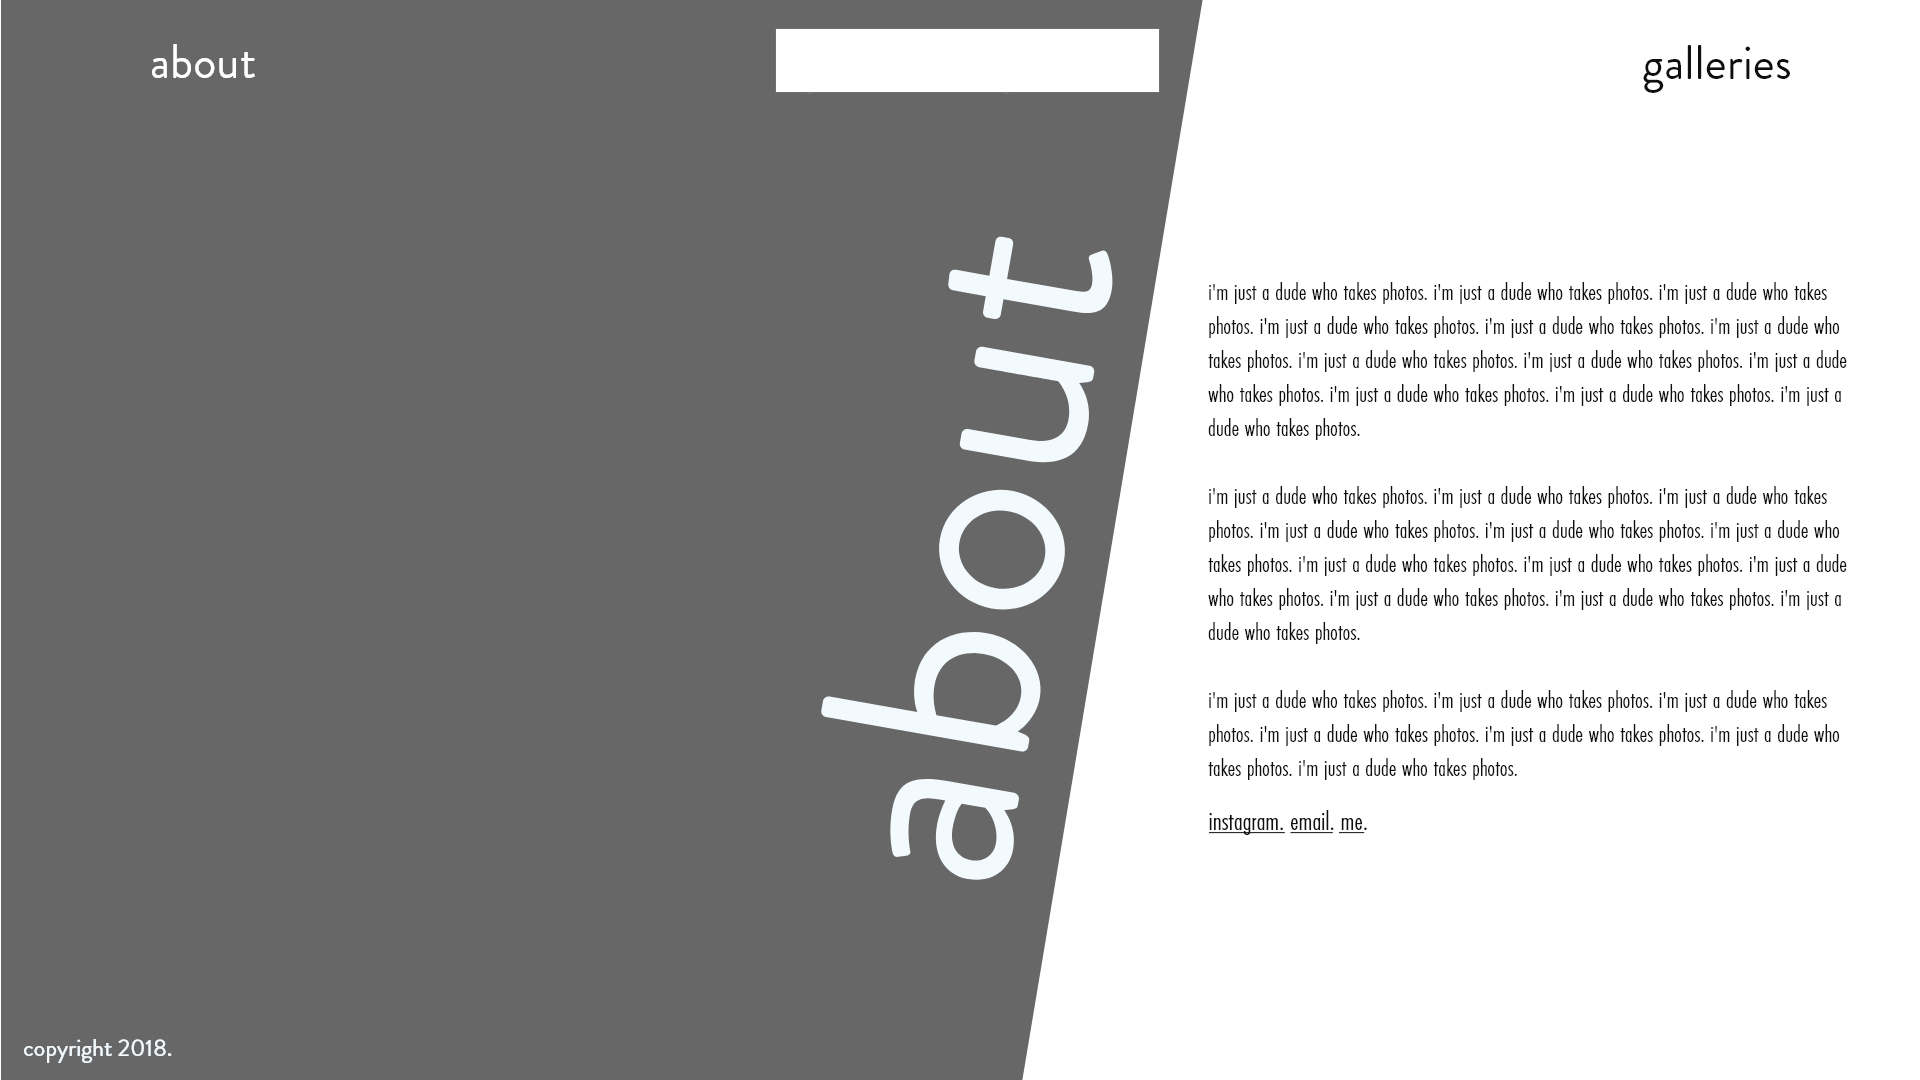 about
galleries
about
i'm just a dude who takes photos. i'm just a dude who takes photos. i'm just a dude who takes
photos. i'm just a dude who takes photos. i'm just a dude who takes photos. i'm just a dude who
takes photos. i'm just a dude who takes photos. i'm just a dude who takes photos. i'm just a dude
who takes photos. i'm just a dude who takes photos. i'm just a dude who takes photos. i'm just a
dude who takes photos.
i'm just a dude who takes photos. i'm just a dude who takes photos. i'm just a dude who takes
photos. i'm just a dude who takes photos. i'm just a dude who takes photos. i'm just a dude who
takes photos. i'm just a dude who takes photos. i'm just a dude who takes photos. i'm just a dude
who takes photos. i'm just a dude who takes photos. i'm just a dude who takes photos. i'm just a
dude who takes photos.
i'm just a dude who takes photos. i'm just a dude who takes photos. i'm just a dude who takes
photos. i'm just a dude who takes photos. i'm just a dude who takes photos. i'm just a dude who
takes photos. i'm just a dude who takes photos.
instagram. email. me.
copyright 2018.